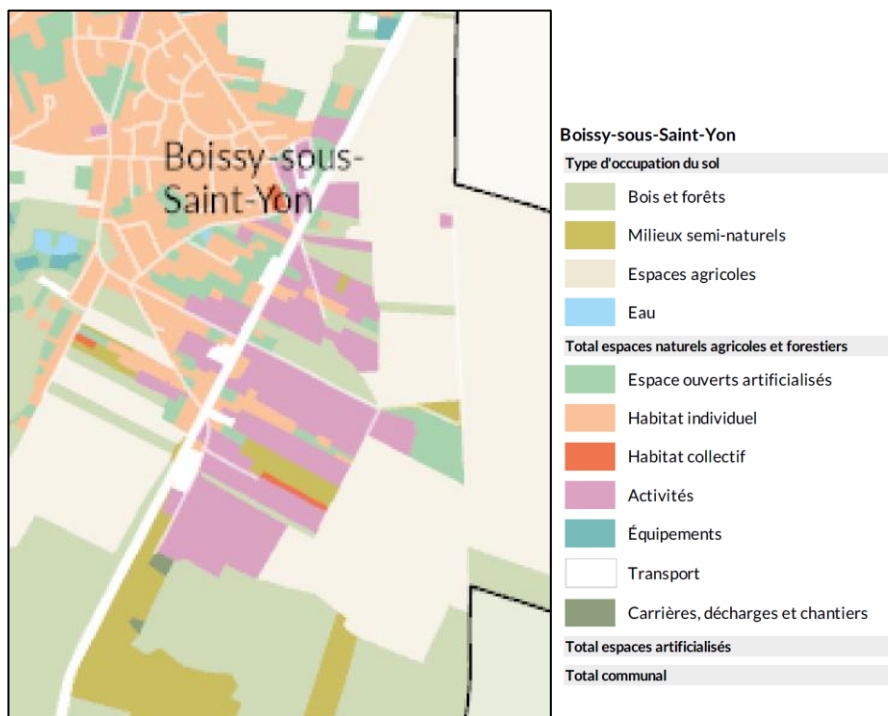 Boissy-sous-
Saint-Yon
Boissy-sous-Saint-Yon
Type d'occupation du sol
Bois et forêts
Milieux semi-naturels
Espaces agricoles
Eau
Total espaces naturels agricoles et forestiers
Espace ouverts artificialisés
Habitat individuel
Habitat collectif
Activités
Équipements
Transport
Carrières, décharges et chantiers
Total espaces artificialisés
Total communal